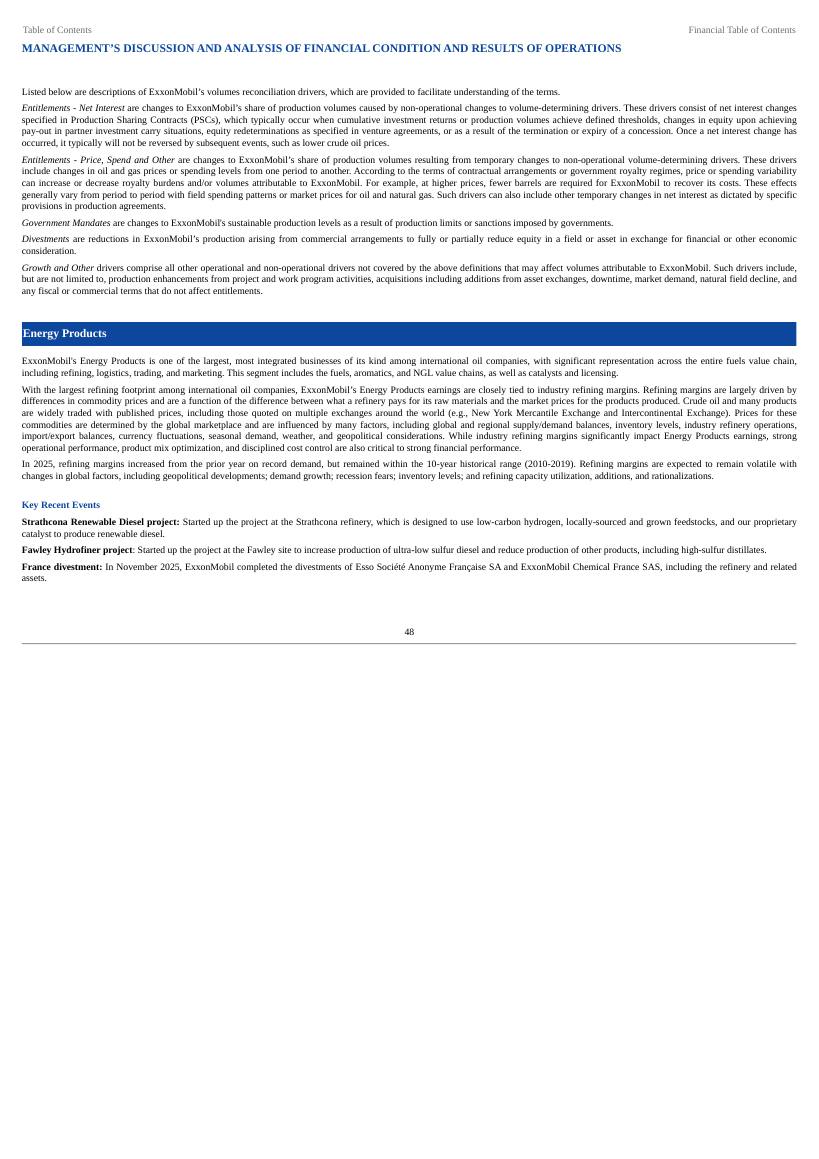 Table of Contents
Financial Table of Contents
MANAGEMENT’S DISCUSSION AND ANALYSIS OF FINANCIAL CONDITION AND RESULTS OF OPERATIONS
Listed below are descriptions of ExxonMobil’s volumes reconciliation drivers, which are provided to facilitate understanding of the terms.
Entitlements - Net Interest are changes to ExxonMobil’s share of production volumes caused by non-operational changes to volume-determining drivers. These drivers consist of net interest changes
specified in Production Sharing Contracts (PSCs), which typically occur when cumulative investment returns or production volumes achieve defined thresholds, changes in equity upon achieving
pay-out in partner investment carry situations, equity redeterminations as specified in venture agreements, or as a result of the termination or expiry of a concession. Once a net interest change has
occurred, it typically will not be reversed by subsequent events, such as lower crude oil prices.
Entitlements - Price, Spend and Other are changes to ExxonMobil’s share of production volumes resulting from temporary changes to non-operational volume-determining drivers. These drivers
include changes in oil and gas prices or spending levels from one period to another. According to the terms of contractual arrangements or government royalty regimes, price or spending variability
can increase or decrease royalty burdens and/or volumes attributable to ExxonMobil. For example, at higher prices, fewer barrels are required for ExxonMobil to recover its costs. These effects
generally vary from period to period with field spending patterns or market prices for oil and natural gas. Such drivers can also include other temporary changes in net interest as dictated by specific
provisions in production agreements.
Government Mandates are changes to ExxonMobil's sustainable production levels as a result of production limits or sanctions imposed by governments.
Divestments are reductions in ExxonMobil’s production arising from commercial arrangements to fully or partially reduce equity in a field or asset in exchange for financial or other economic
consideration.
Growth and Other drivers comprise all other operational and non-operational drivers not covered by the above definitions that may affect volumes attributable to ExxonMobil. Such drivers include,
but are not limited to, production enhancements from project and work program activities, acquisitions including additions from asset exchanges, downtime, market demand, natural field decline, and
any fiscal or commercial terms that do not affect entitlements.
Energy Products
ExxonMobil's Energy Products is one of the largest, most integrated businesses of its kind among international oil companies, with significant representation across the entire fuels value chain,
including refining, logistics, trading, and marketing. This segment includes the fuels, aromatics, and NGL value chains, as well as catalysts and licensing.
With the largest refining footprint among international oil companies, ExxonMobil’s Energy Products earnings are closely tied to industry refining margins. Refining margins are largely driven by
differences in commodity prices and are a function of the difference between what a refinery pays for its raw materials and the market prices for the products produced. Crude oil and many products
are widely traded with published prices, including those quoted on multiple exchanges around the world (e.g., New York Mercantile Exchange and Intercontinental Exchange). Prices for these
commodities are determined by the global marketplace and are influenced by many factors, including global and regional supply/demand balances, inventory levels, industry refinery operations,
import/export balances, currency fluctuations, seasonal demand, weather, and geopolitical considerations. While industry refining margins significantly impact Energy Products earnings, strong
operational performance, product mix optimization, and disciplined cost control are also critical to strong financial performance.
In 2025, refining margins increased from the prior year on record demand, but remained within the 10-year historical range (2010-2019). Refining margins are expected to remain volatile with
changes in global factors, including geopolitical developments; demand growth; recession fears; inventory levels; and refining capacity utilization, additions, and rationalizations.
Key Recent Events
Strathcona Renewable Diesel project: Started up the project at the Strathcona refinery, which is designed to use low-carbon hydrogen, locally-sourced and grown feedstocks, and our proprietary
catalyst to produce renewable diesel.
Fawley Hydrofiner project: Started up the project at the Fawley site to increase production of ultra-low sulfur diesel and reduce production of other products, including high-sulfur distillates.
France divestment: In November 2025, ExxonMobil completed the divestments of Esso Société Anonyme Française SA and ExxonMobil Chemical France SAS, including the refinery and related
assets.
48